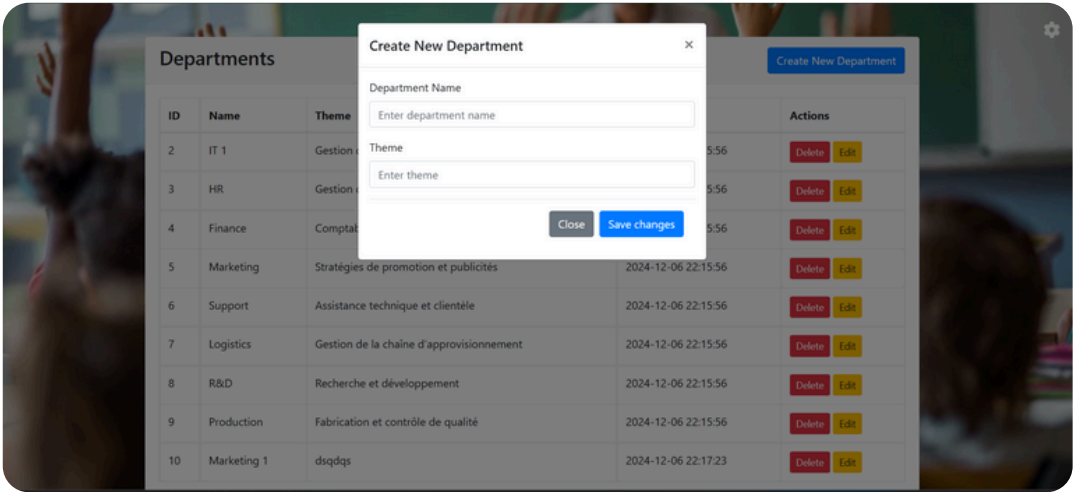 Create New Department ×
Departments
Create New Department
Department Name
Enter department name
Theme
Enter theme
Close Save changes
ID Name Theme Actions
2 IT 1 Gestion 5:56 Delete Edit
3 HR Gestion 5:56 Delete Edit
4 Finance 5:56 Delete Edit
5 Marketing Stratégies de promotion et publicités 2024-12-06 22:15:56 Delete Edit
6 Support Assistance technique et clientèle 2024-12-06 22:15:56 Delete Edit
7 Logistics Gestion de la chaîne d'approvisionnement 2024-12-06 22:15:56 Delete Edit
8 R&D Recherche et développement 2024-12-06 22:15:56 Delete Edit
9 Production Fabrication et contrôle de qualité 2024-12-06 22:15:56 Delete Edit
10 Marketing 1 dsqdqs 2024-12-06 22:17:23 Delete Edit